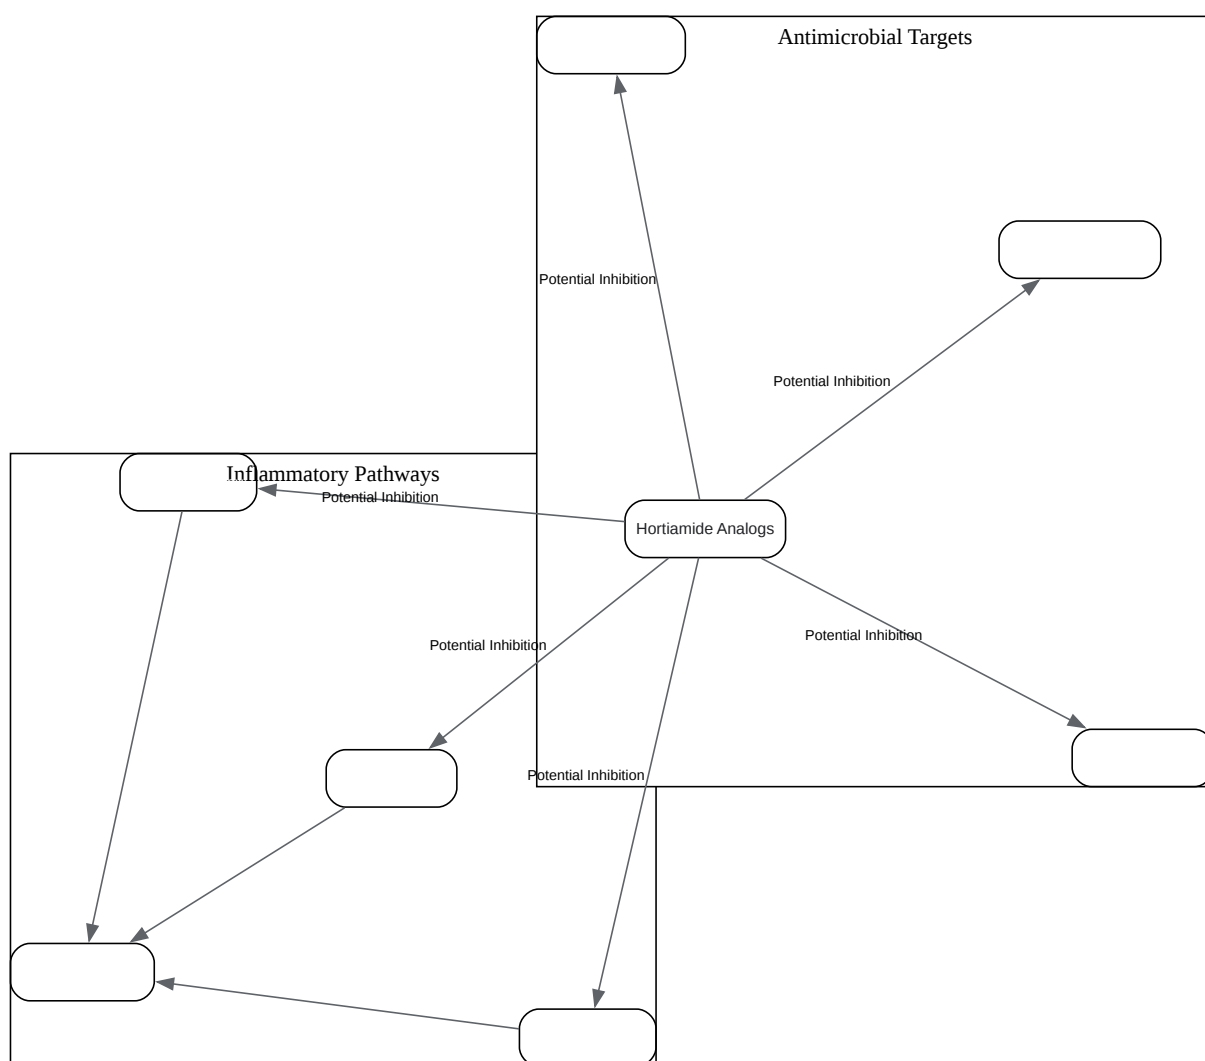 Antimicrobial Targets
Potential Inhibition
Potential Inhibition
Inflammatory Pathways
Potential Inhibition
Hortiamide Analogs
Potential Inhibition
Potential Inhibition
Potential Inhibition